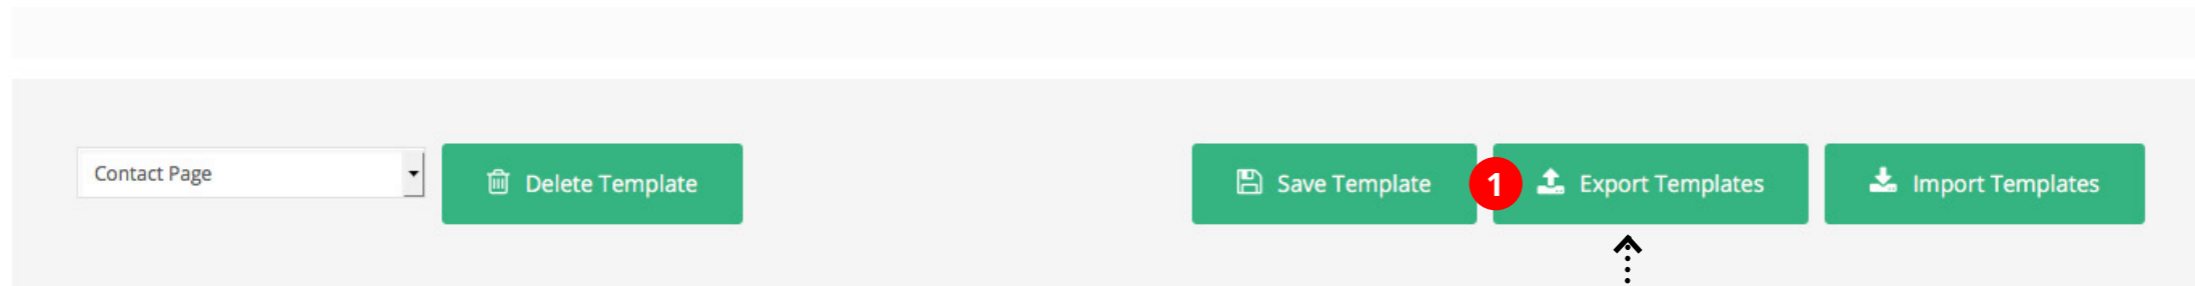 Contact Page
Delete Template
Save Template
1
Export Templates
Import Templates